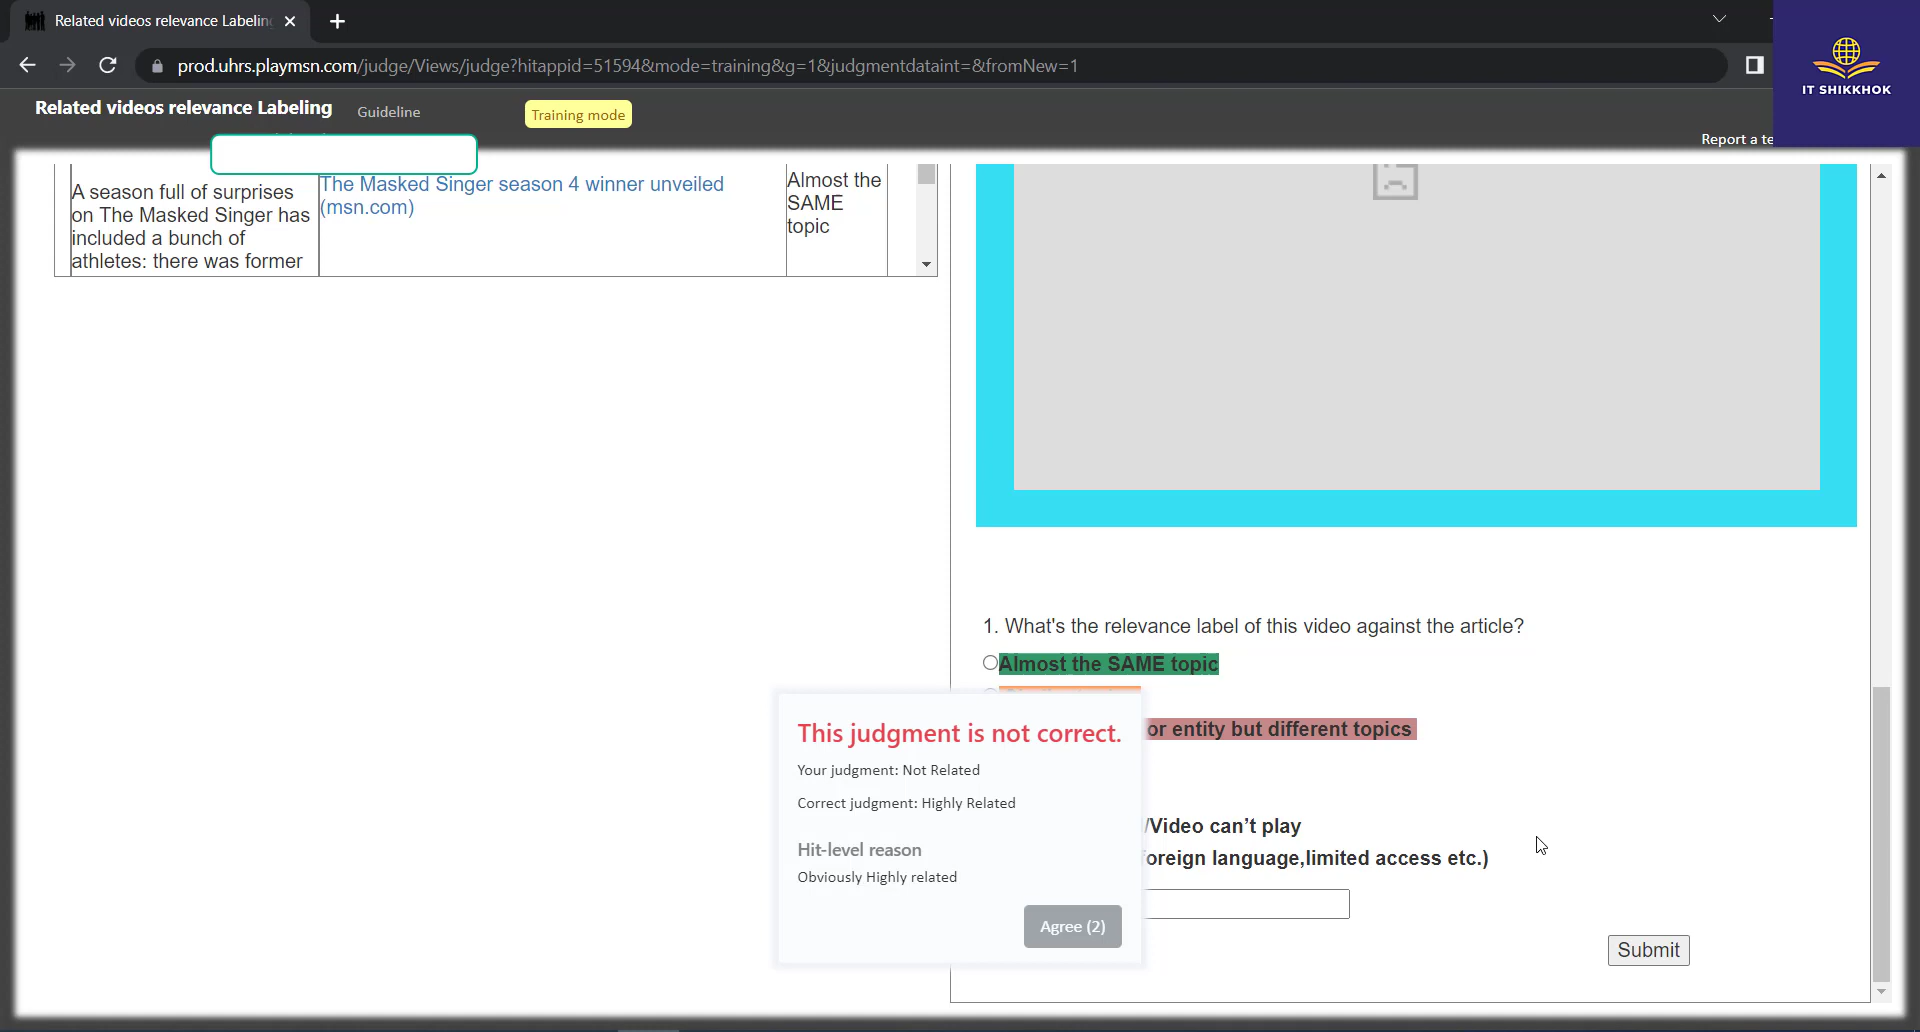 Related videos relevance Labeling
prod.uhrs.playmsn.com/judge/Views/judge?hitappid=51594&mode=training&g=1&judgmentdataint=&fromNew=1
IT SHIKKHOK
Related videos relevance Labeling
Guideline
Training mode
Report a te
A season full of surprises
on The Masked Singer has
included a bunch of
athletes: there was former
The Masked Singer season 4 winner unveiled
(msn.com)
Almost the
SAME
topic
1. What's the relevance label of this video against the article?
Almost the SAME topic
or entity but different topics
/Video can't play
oreign language,limited access etc.)
This judgment is not correct.
Your judgment: Not Related
Correct judgment: Highly Related
Hit-level reason
Obviously Highly related
Agree (2)
Submit